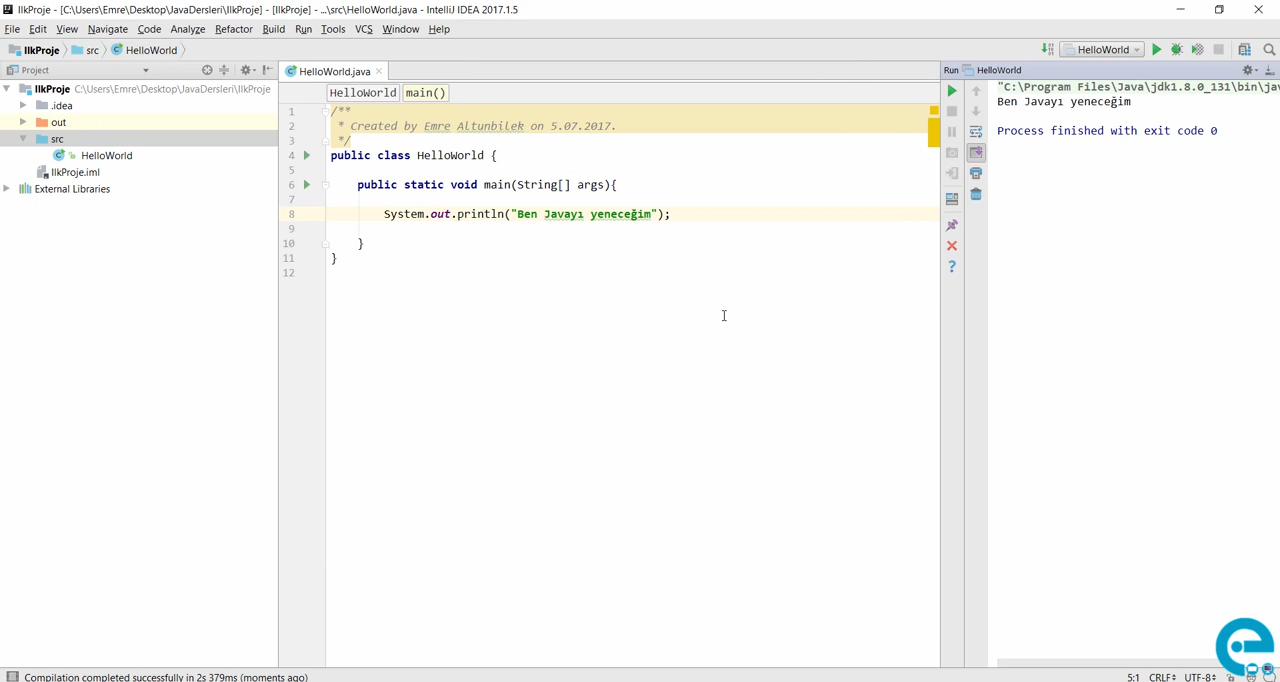 IlkProje - [C:\Users\Emre\Desktop\JavaDersleri\IlkProje] - [IlkProje] - ...\src\HelloWorld.java - IntelliJ IDEA 2017.1.5
File Edit View Navigate Code Analyze Refactor Build Run Tools VCS Window Help
IlkProje src HelloWorld
HelloWorld
Project
IlkProje C:\Users\Emre\Desktop\JavaDersleri\IlkProje
.idea
out
src
HelloWorld
IlkProje.iml
External Libraries
HelloWorld.java
HelloWorld main()
1 /**
2 * Created by Emre Altunbilek on 5.07.2017.
3 */
4 public class HelloWorld {
5
6 public static void main(String[] args){
7
8 System.out.println("Ben Javayı yeneceğim");
9
10 }
11 }
12
Run HelloWorld
"C:\Program Files\Java\jdk1.8.0_131\bin\jav
Ben Javayı yeneceğim
Process finished with exit code 0
Compilation completed successfully in 2s 379ms (moments ago)
5:1 CRLF UTF-8